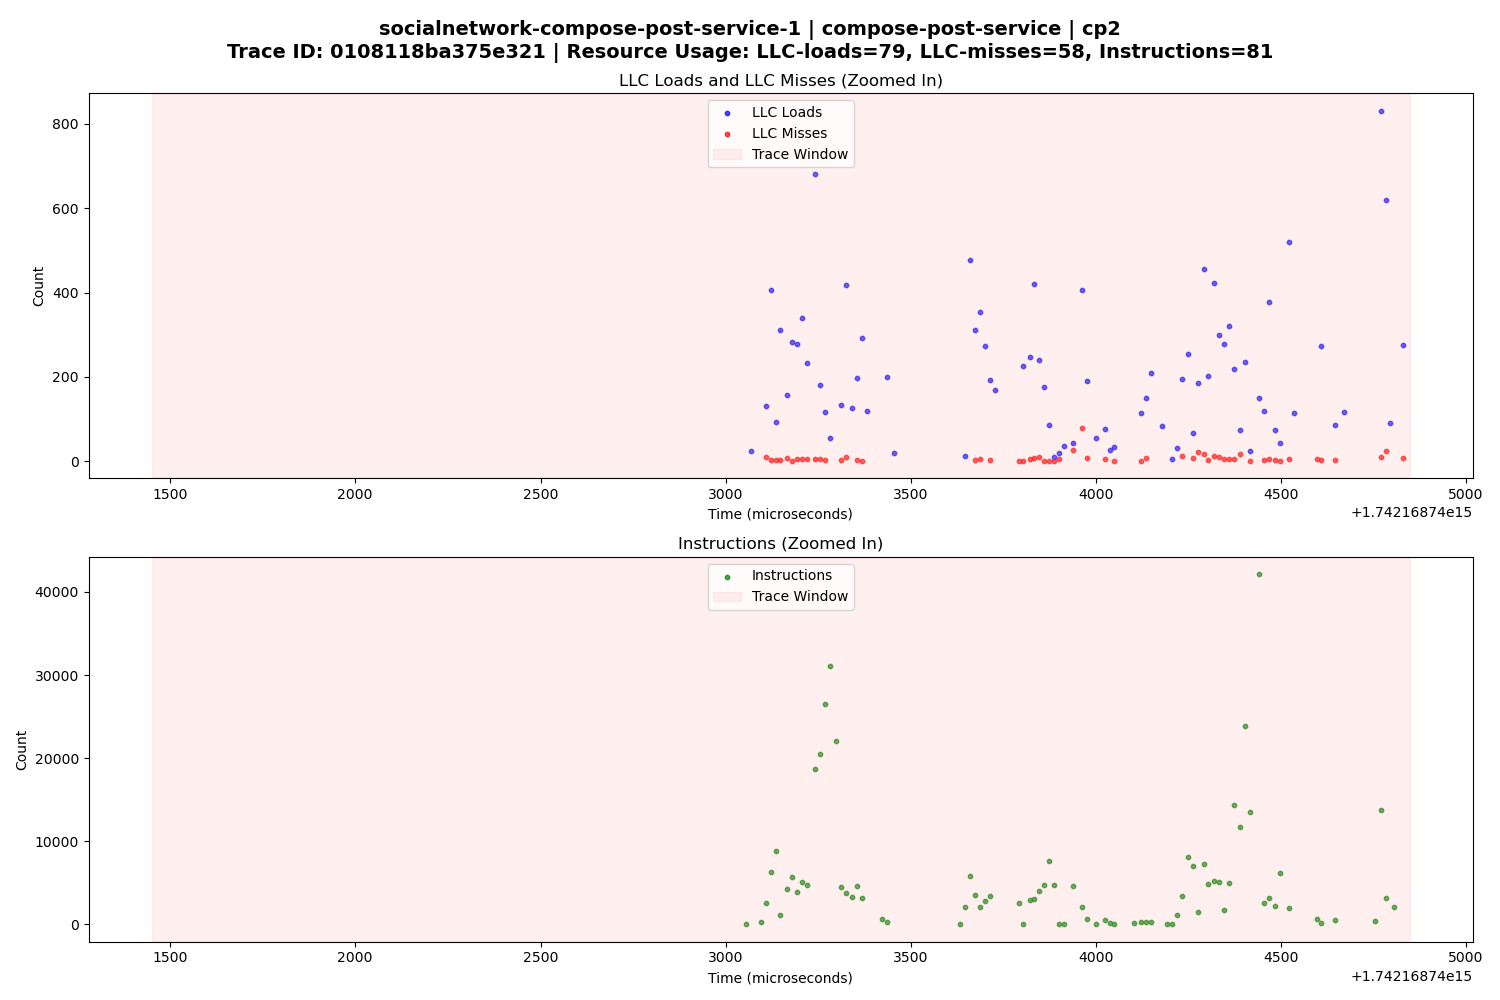 socialnetwork-compose-post-service-1 | compose-post-service | cp2
Trace ID: 0108118ba375e321 | Resource Usage: LLC-loads=79, LLC-misses=58, Instructions=81
LLC Loads and LLC Misses (Zoomed In)
LLC Loads
LLC Misses
Trace Window
Count
800
600
400
200
0
1500 2000 2500 3000 3500 4000 4500 5000
Time (microseconds)
+1.74216874e15
Instructions (Zoomed In)
Instructions
Trace Window
Count
40000
30000
20000
10000
0
1500 2000 2500 3000 3500 4000 4500 5000
Time (microseconds)
+1.74216874e15